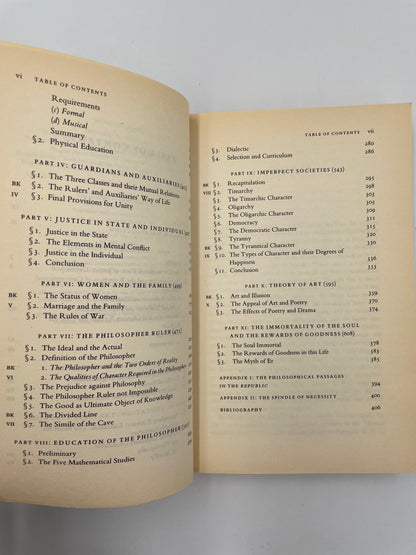 vi TABLE OF CONTENTS
Requirements
(c) Formal
(d) Musical
Summary
§2. Physical Education
PART IV: GUARDIANS AND AUXILIARIES
§1. The Three Classes and their Mutual Relations
BK §2. The Rulers' and Auxiliaries' Way of Life
IV §3. Final Provisions for Unity
PART V: JUSTICE IN STATE AND INDIVIDUAL
§1. Justice in the State
§2. The Elements in Mental Conflict
§3. Justice in the Individual
§4. Conclusion
PART VI: WOMEN AND THE FAMILY
BK §1. The Status of Women
V §2. Marriage and the Family
§3. The Rules of War
PART VII: THE PHILOSOPHER RULER (471)
§1. The Ideal and the Actual
§2. Definition of the Philosopher
BK 1. The Philosopher and the Two Orders of Reality
VI 2. The Qualities of Character Required in the Philosopher
§3. The Prejudice against Philosophy
§4. The Philosopher Ruler not Impossible
§5. The Good as Ultimate Object of Knowledge
BK §6. The Divided Line
VII §7. The Simile of the Cave
PART VIII: EDUCATION OF THE PHILOSOPHER
§1. Preliminary
§2. The Five Mathematical Studies
TABLE OF CONTENTS vii
§3. Dialectic 280
§4. Selection and Curriculum 286
PART IX: IMPERFECT SOCIETIES (543)
BK §1. Recapitulation 295
VIII §2. Timarchy 298
§3. The Timarchic Character 303
§4. Oligarchy 305
§5. The Oligarchic Character 309
§6. Democracy 311
§7. The Democratic Character 316
§8. Tyranny 320
BK §9. The Tyrannical Character 329
IX §10. The Types of Character and their Degrees of
Happiness 336
§11. Conclusion 353
PART X: THEORY OF ART (595)
BK §1. Art and Illusion 359
X §2. The Appeal of Art and Poetry 370
§3. The Effects of Poetry and Drama 374
PART XI: THE IMMORTALITY OF THE SOUL
AND THE REWARDS OF GOODNESS (608)
§1. The Soul Immortal 378
§2. The Rewards of Goodness in this Life 383
§3. The Myth of Er 385
APPENDIX I: THE PHILOSOPHICAL PASSAGES
IN THE REPUBLIC 394
APPENDIX II: THE SPINDLE OF NECESSITY 400
BIBLIOGRAPHY 406